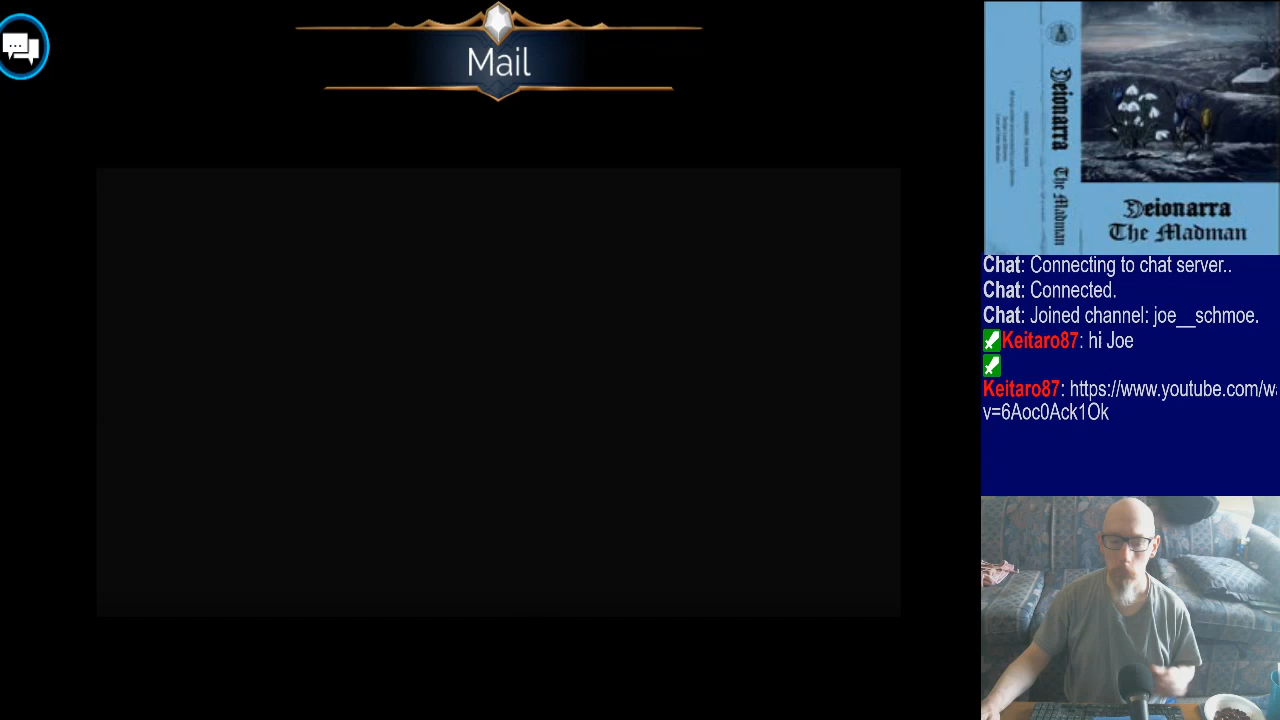 Mail
Deionarra
The Madman
Deionarra The Madman
Chat: Connecting to chat server..
Chat: Connected.
Chat: Joined channel: joe__schmoe.
Keitaro87: hi Joe
Keitaro87: https://www.youtube.com/w
v=6Aoc0Ack1Ok